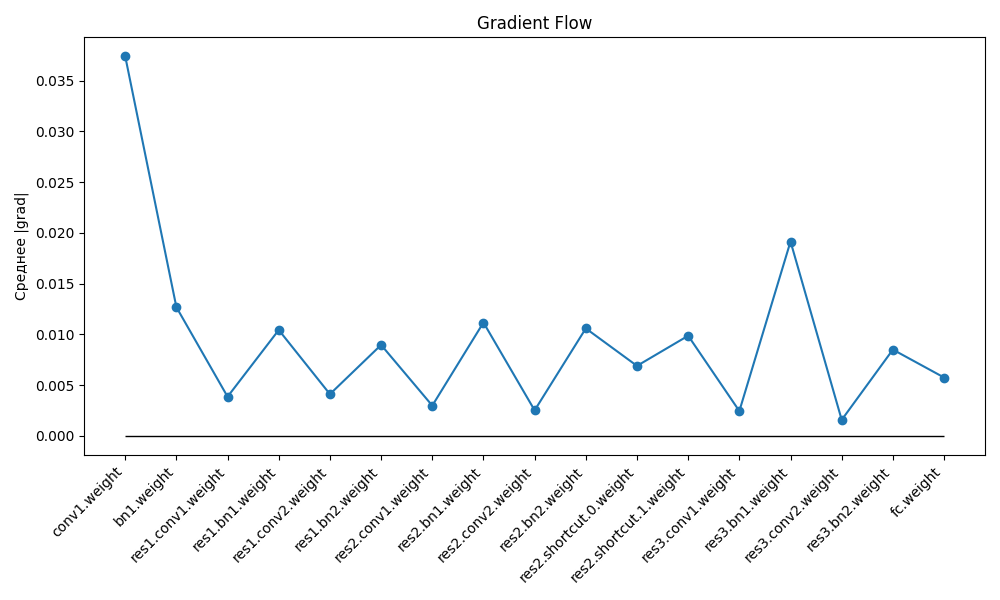 Gradient Flow
Среднее |grad|
0.035
0.030
0.025
0.020
0.015
0.010
0.005
0.000
conv1.weight
bn1.weight
res1.conv1.weight
res1.bn1.weight
res1.conv2.weight
res1.bn2.weight
res2.conv1.weight
res2.bn1.weight
res2.conv2.weight
res2.bn2.weight
res2.shortcut.0.weight
res2.shortcut.1.weight
res3.conv1.weight
res3.bn1.weight
res3.conv2.weight
res3.bn2.weight
fc.weight